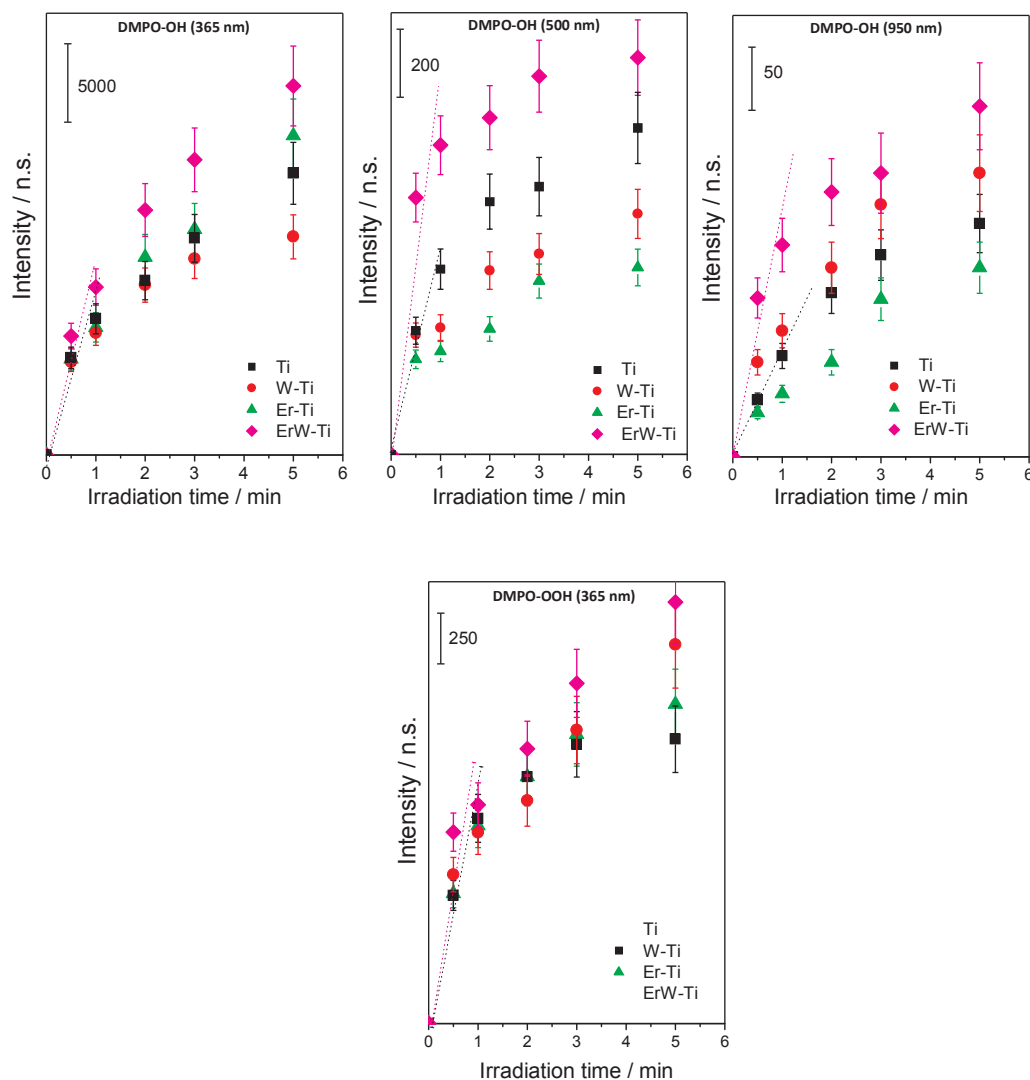 DMPO-OH (365 nm)
5000
Intensity / n.s.
Ti
W-Ti
Er-Ti
ErW-Ti
0 1 2 3 4 5 6
Irradiation time / min
DMPO-OH (500 nm)
200
Intensity / n.s.
Ti
W-Ti
Er-Ti
ErW-Ti
0 1 2 3 4 5 6
Irradiation time / min
DMPO-OH (950 nm)
50
Intensity / n.s.
Ti
W-Ti
Er-Ti
ErW-Ti
0 1 2 3 4 5 6
Irradiation time / min
DMPO-OOH (365 nm)
250
Intensity / n.s.
Ti
W-Ti
Er-Ti
ErW-Ti
0 1 2 3 4 5 6
Irradiation time / min